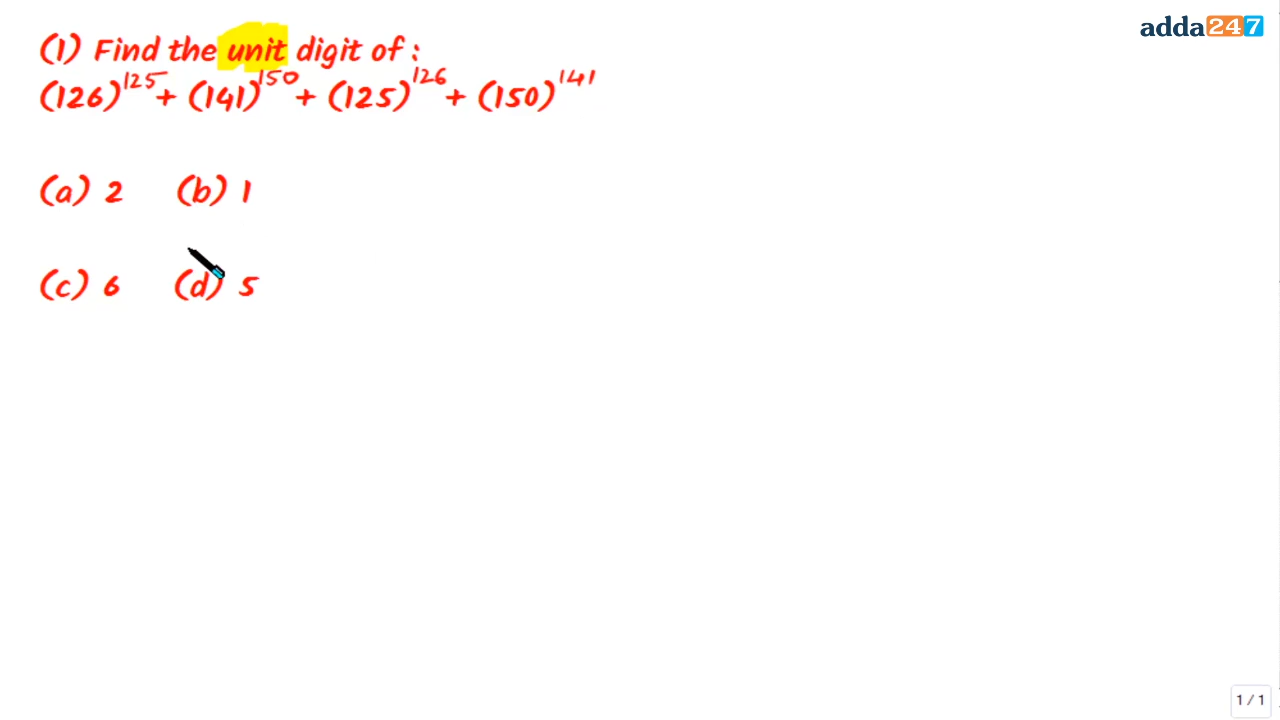 adda247
(1) Find the unit digit of :
(126)^125 + (141)^150 + (125)^126 + (150)^141
(a) 2 (b) 1
(c) 6 (d) 5
1 / 1